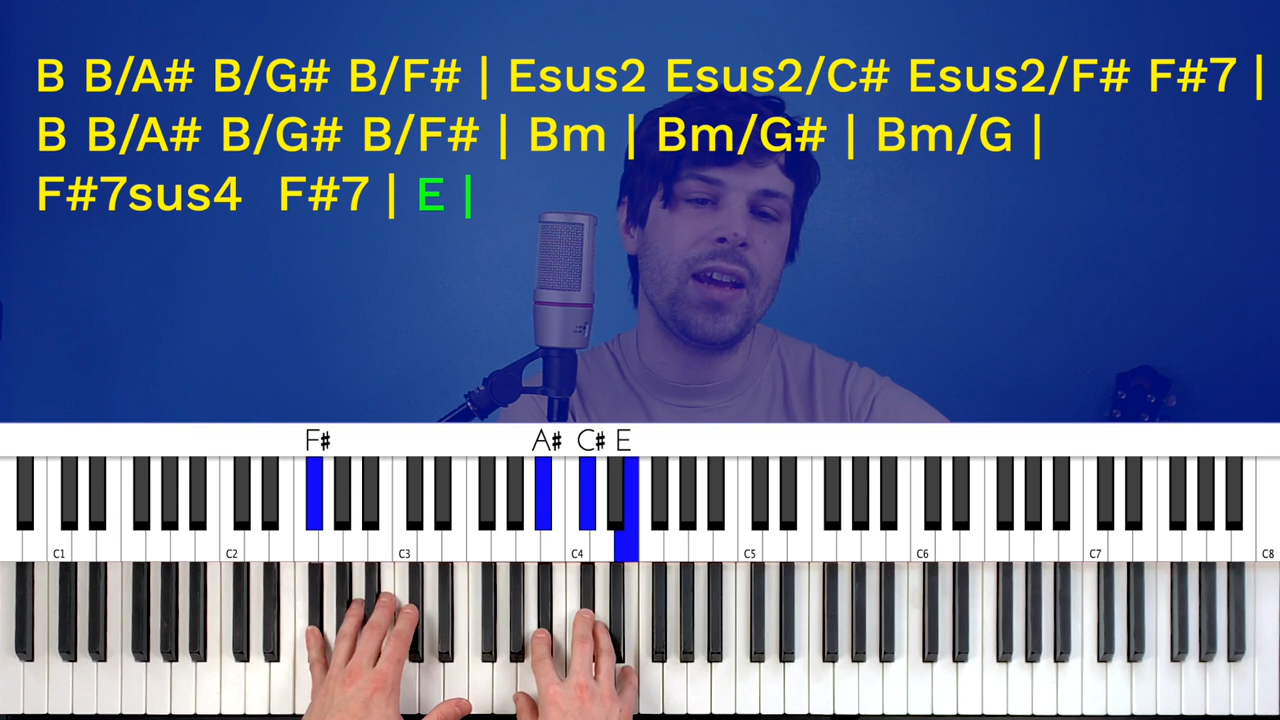 B B/A# B/G# B/F# | Esus2 Esus2/C# Esus2/F# F#7 |
B B/A# B/G# B/F# | Bm | Bm/G# | Bm/G |
F#7sus4 F#7 | E |
F# A# C# E
C1 C2 C3 C4 C5 C6 C7 C8